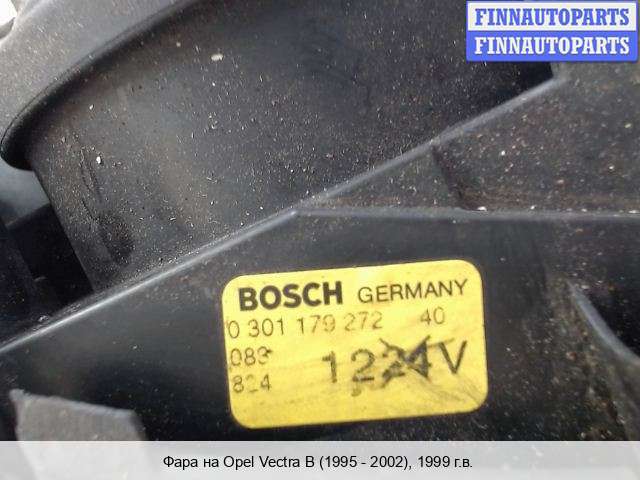 FINNAUTOPARTS
FINNAUTOPARTS
BOSCH GERMANY
0 301 179 272 40
083
824 1224V
Фара на Opel Vectra B (1995 - 2002), 1999 г.в.